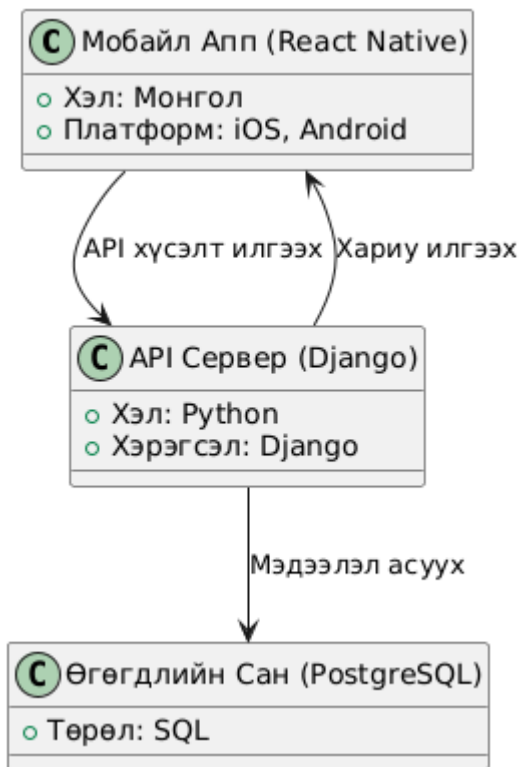 C Мобайл Апп (React Native)
Хэл: Монгол
Платформ: iOS, Android
API хүсэлт илгээх
Хариу илгээх
C API Сервер (Django)
Хэл: Python
Хэрэгсэл: Django
Мэдээлэл асуух
C Өгөгдлийн Сан (PostgreSQL)
Төрөл: SQL